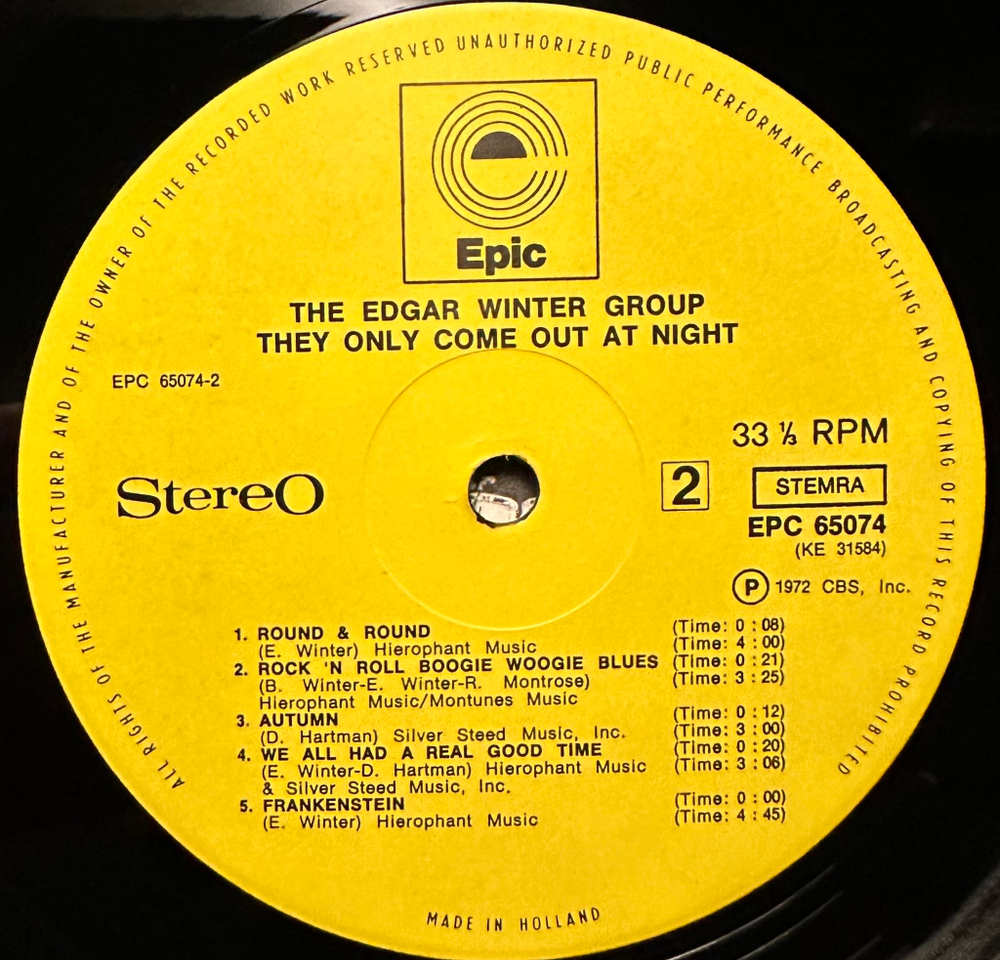 ALL RIGHTS OF THE MANUFACTURER AND OF THE OWNER OF THE RECORDED WORK RESERVED UNAUTHORIZED PUBLIC PERFORMANCE BROADCASTING AND COPYING OF THIS RECORD PROHIBITED
Epic
THE EDGAR WINTER GROUP
THEY ONLY COME OUT AT NIGHT
EPC 65074-2
33 ⅓ RPM
Stereo
2
STEMRA
EPC 65074
(KE 31584)
Ⓟ 1972 CBS, Inc.
1. ROUND & ROUND (Time: 0 : 08)
(E. Winter) Hierophant Music (Time: 4 : 00)
2. ROCK 'N ROLL BOOGIE WOOGIE BLUES (Time: 0 : 21)
(B. Winter-E. Winter-R. Montrose) (Time: 3 : 25)
Hierophant Music/Montunes Music
3. AUTUMN (Time: 0 : 12)
(D. Hartman) Silver Steed Music, Inc. (Time: 3 : 00)
4. WE ALL HAD A REAL GOOD TIME (Time: 0 : 20)
(E. Winter-D. Hartman) Hierophant Music (Time: 3 : 06)
& Silver Steed Music, Inc.
5. FRANKENSTEIN (Time: 0 : 00)
(E. Winter) Hierophant Music (Time: 4 : 45)
MADE IN HOLLAND